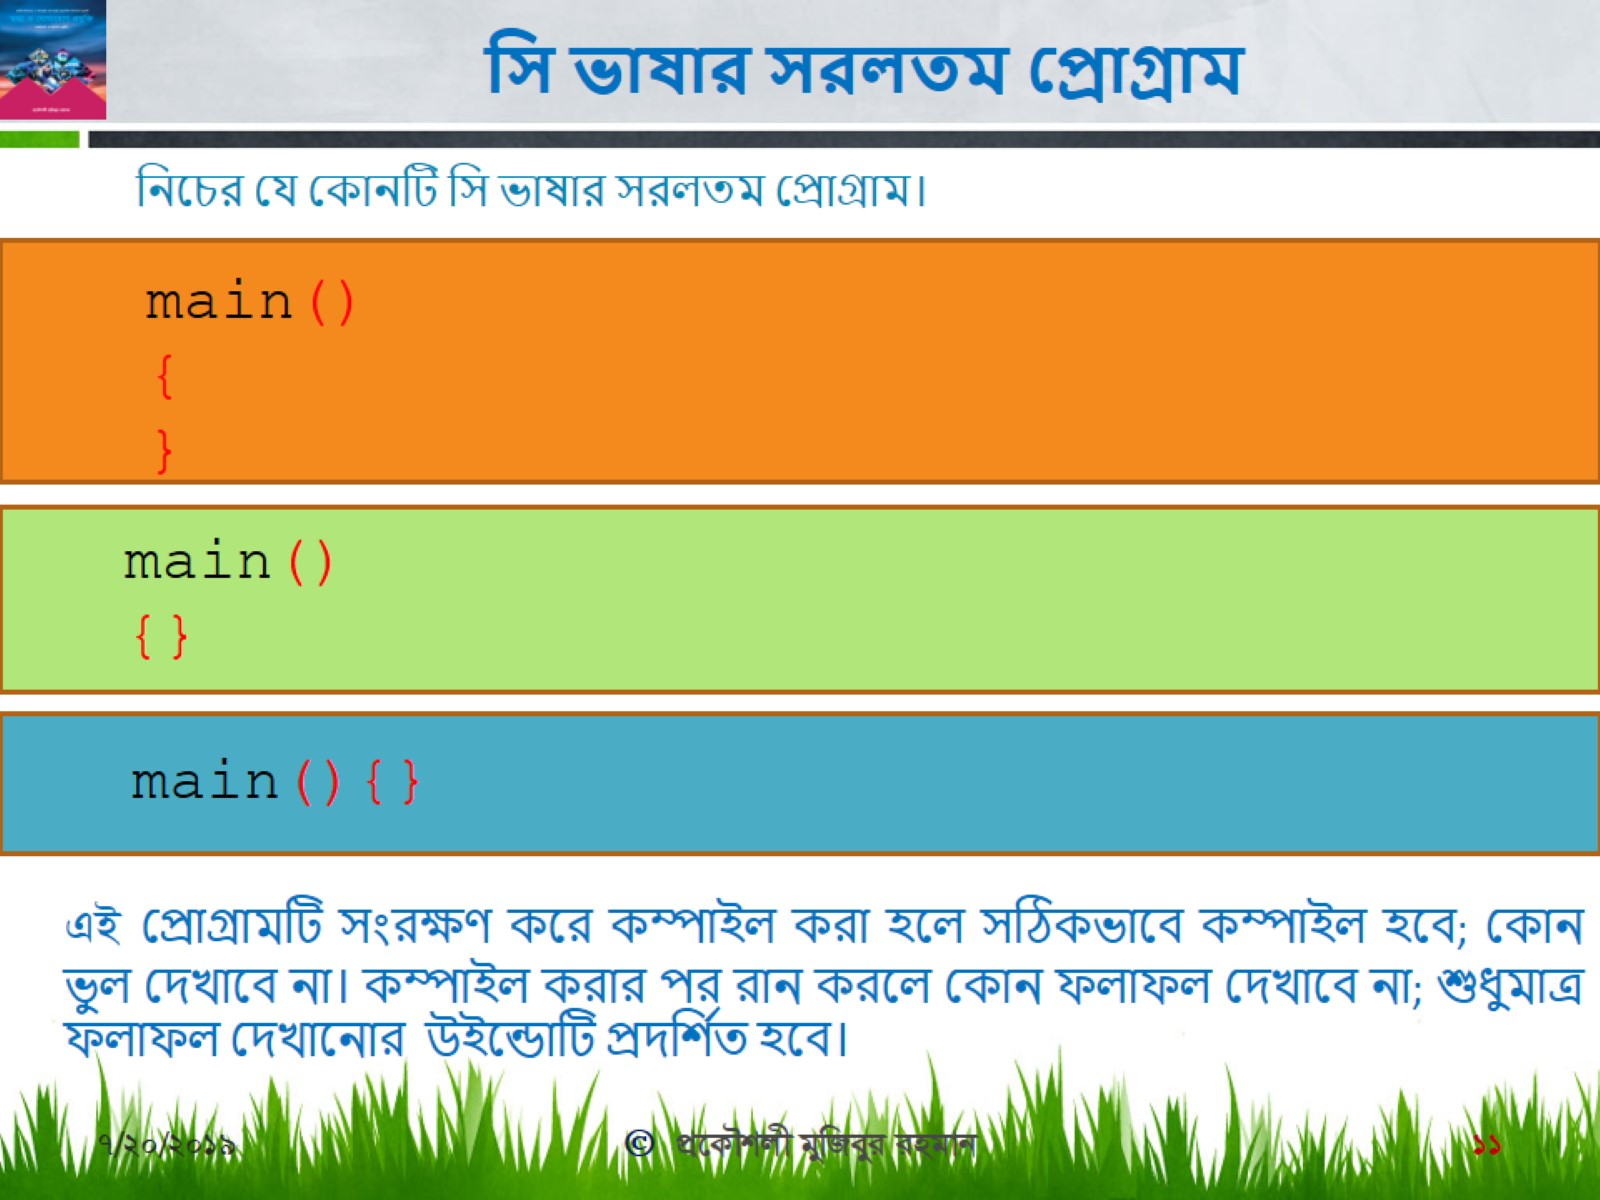 সি ভাষার সরলতম প্রোগ্রাম
নিচের যে কোনটি সি ভাষার সরলতম প্রোগ্রাম।
main()
{
}
main()
{}
main(){}
এই প্রোগ্রামটি সংরক্ষণ করে কম্পাইল করা হলে সঠিকভাবে কম্পাইল হবে; কোন
ভুল দেখাবে না। কম্পাইল করার পর রান করলে কোন ফলাফল দেখাবে না; শুধুমাত্র
ফলাফল দেখানোর উইন্ডোটি প্রদর্শিত হবে।
৭/২০/২০১৯
© প্রকৌশলী মুজিবুর রহমান
১১